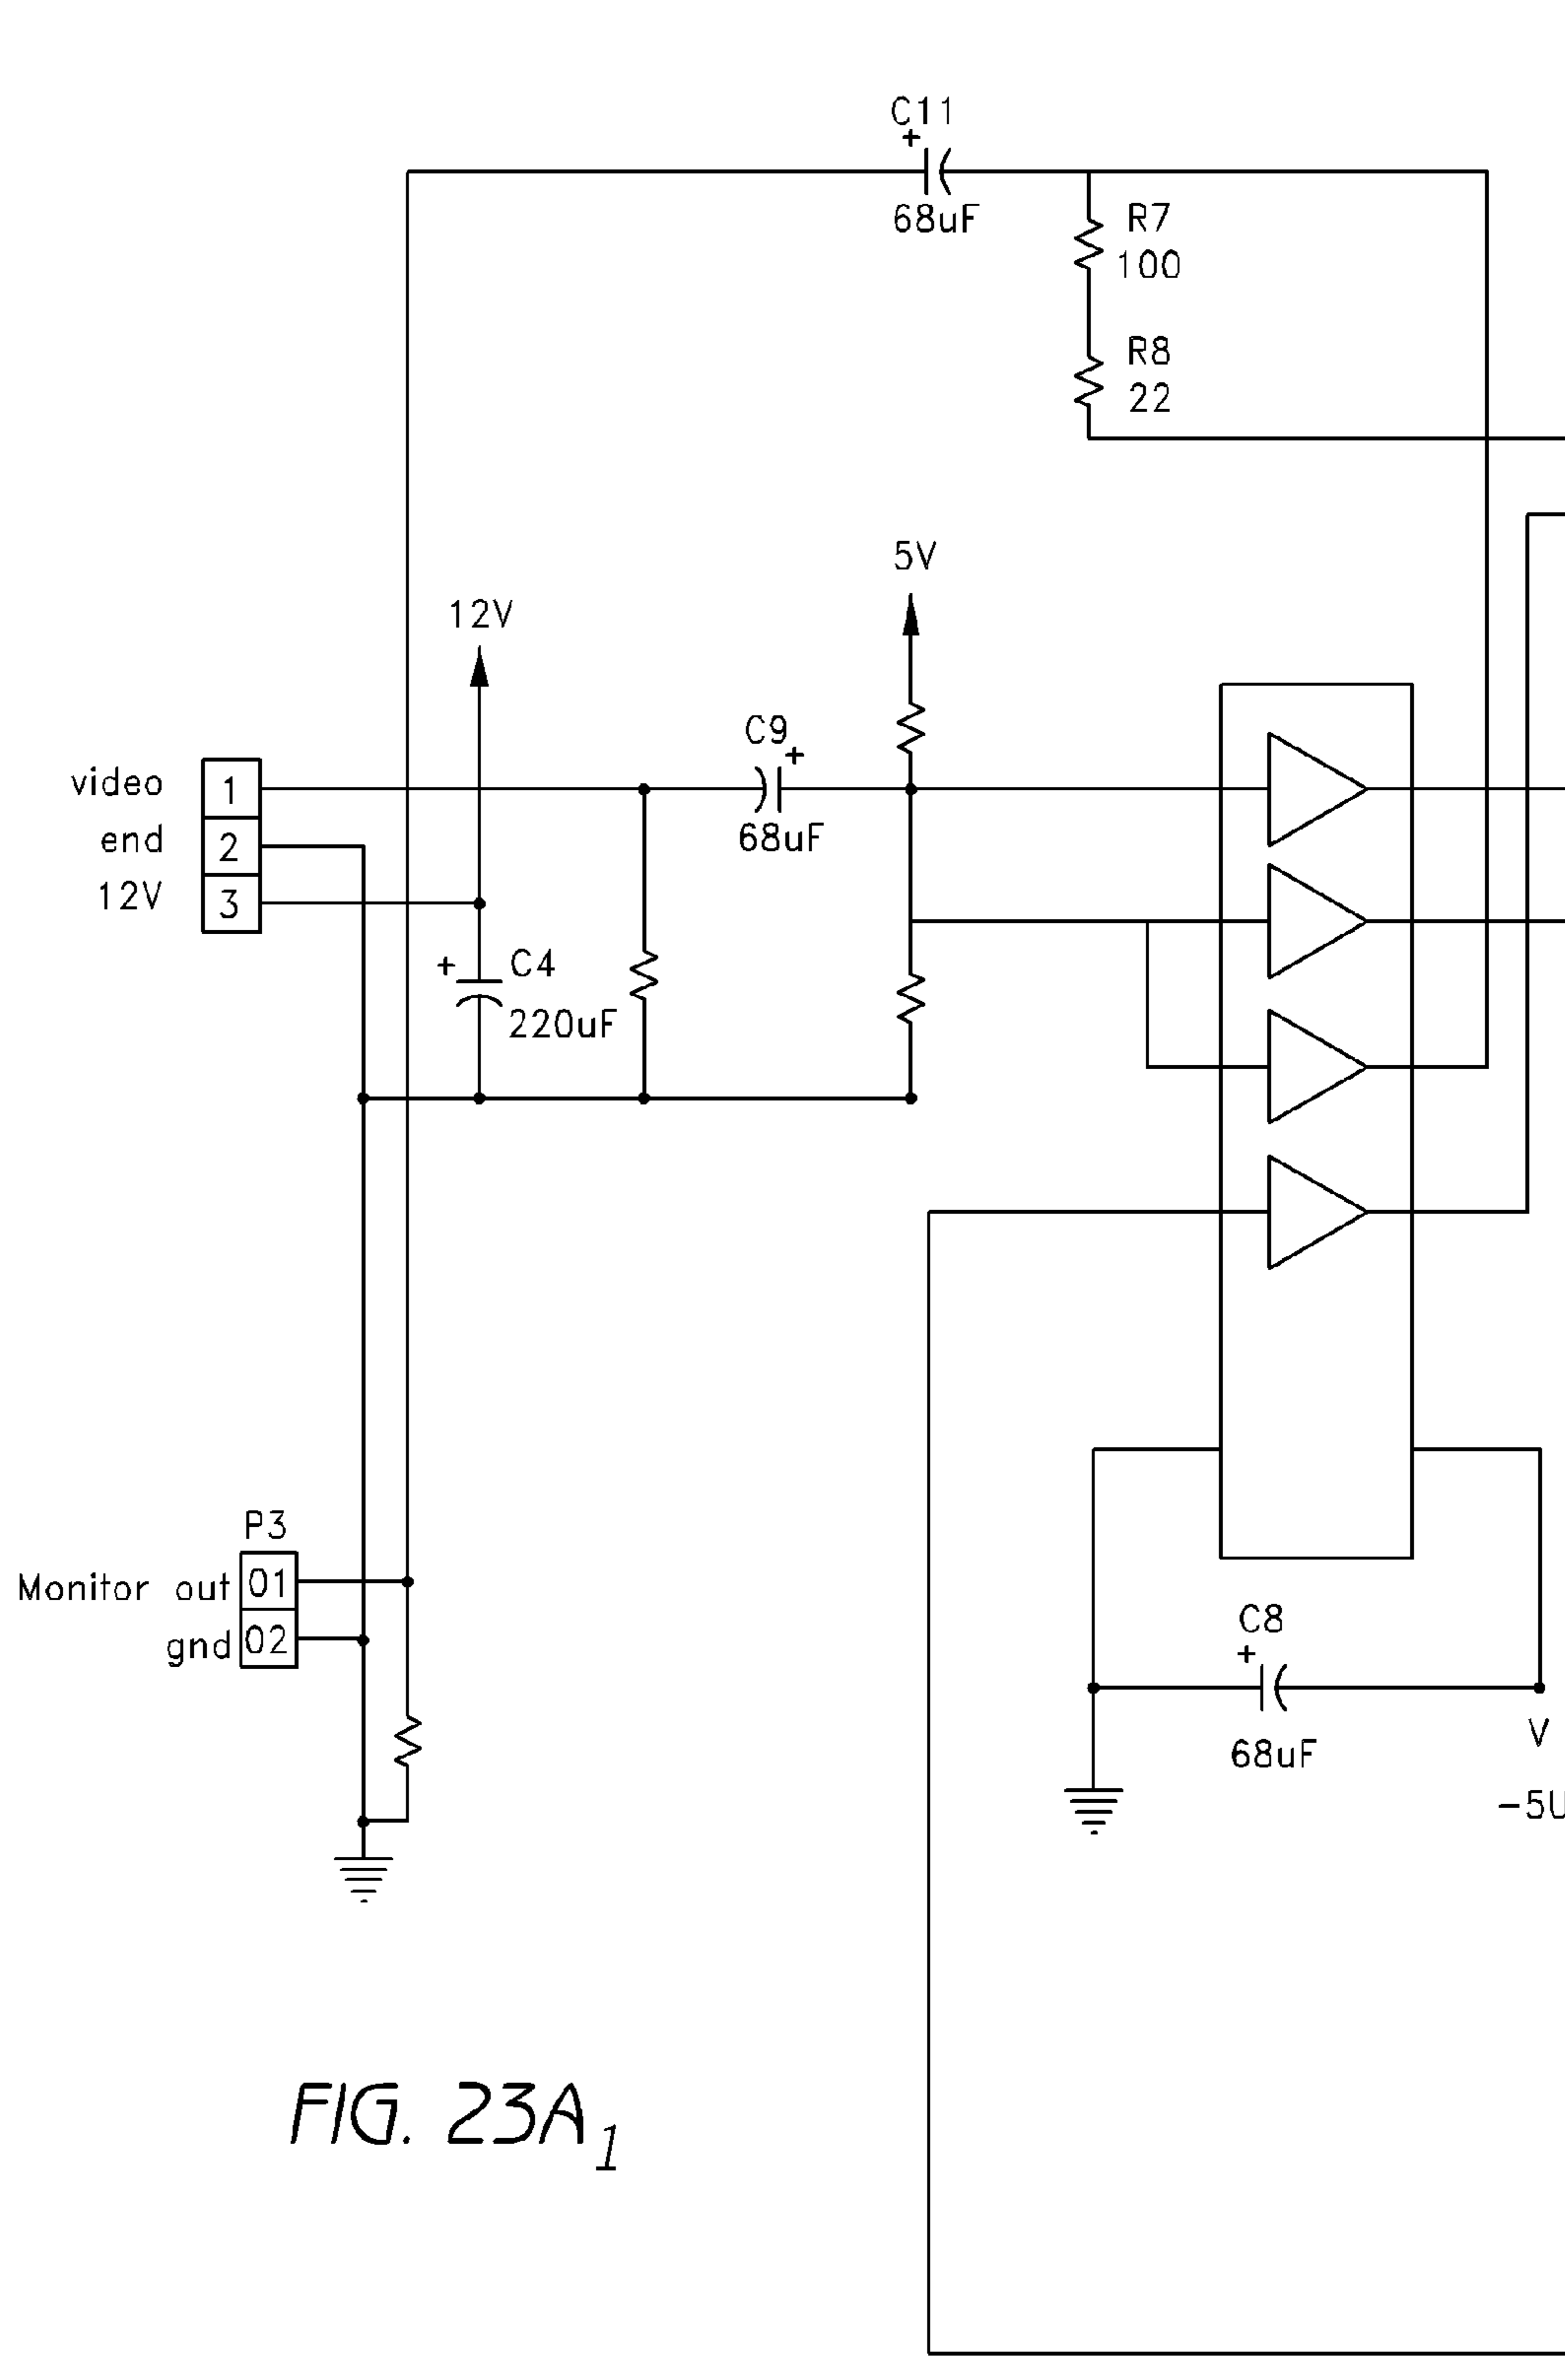 C11
+
68uF
R7
100
R8
22
5V
12V
C9
+
68uF
video 1
end 2
12V 3
+ C4
220uF
P3
Monitor out 01
gnd 02
C8
+
68uF
V
-5U
FIG. 23A1